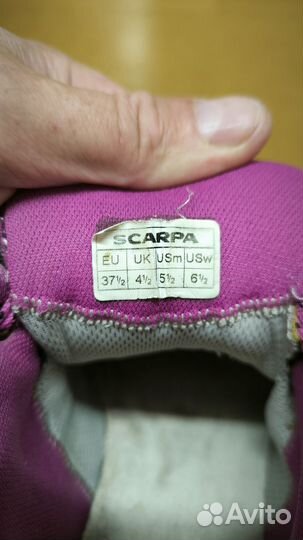 SCARPA
EU UK USm USw
37½ 4½ 5½ 6½
Avito